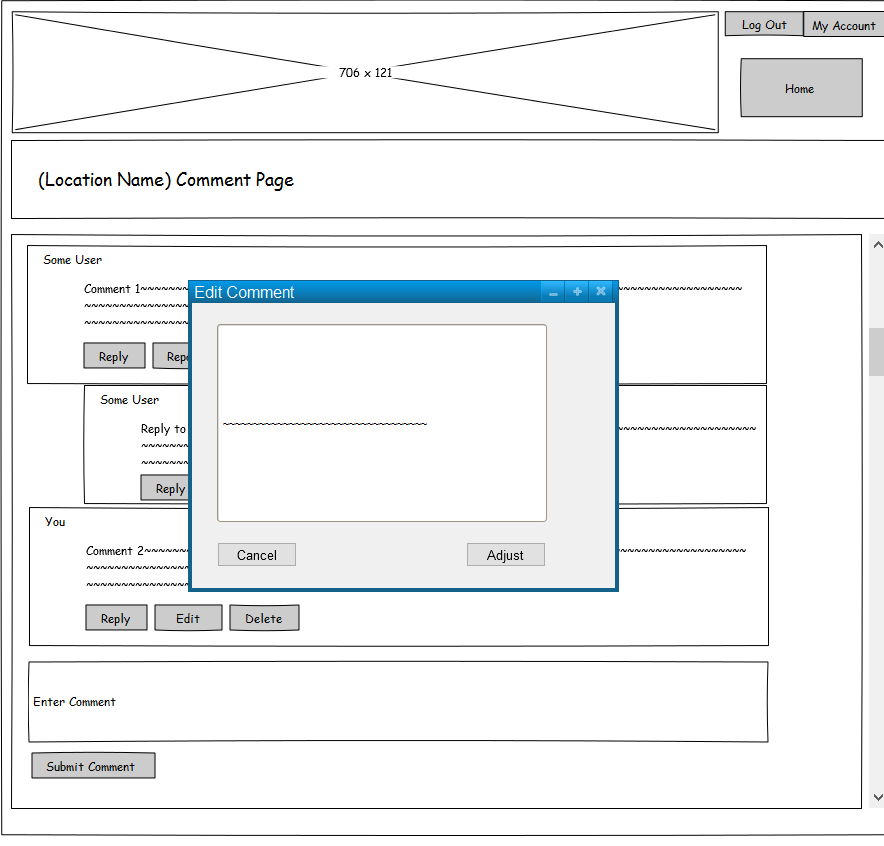 Log Out
My Account
706 x 121
Home
(Location Name) Comment Page
Some User
Comment 1~~~~~~~~
~~~~~~~~~~~~~~~~~~~~
~~~~~~~~~~~~~~~~~
~~~~~~~~~~~~~~~~~
Reply
Repo
Edit Comment
~~~~~~~~~~~~~~~~~~~~~~~~~~~~~~~~~~
Cancel
Adjust
Some User
Reply to
~~~~~~~~~~~~~~~~~~~~~~~
~~~~~~~~
~~~~~~~~
Reply
You
Comment 2~~~~~~~
~~~~~~~~~~~~~~~~~~~~~
~~~~~~~~~~~~~~~~~
~~~~~~~~~~~~~~~~~
Reply
Edit
Delete
Enter Comment
Submit Comment